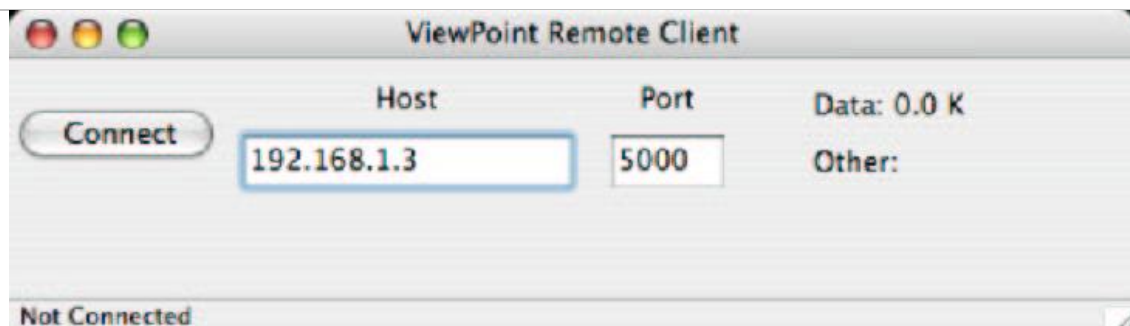 ViewPoint Remote Client
Host Port Data: 0.0 K
Connect 192.168.1.3 5000 Other:
Not Connected